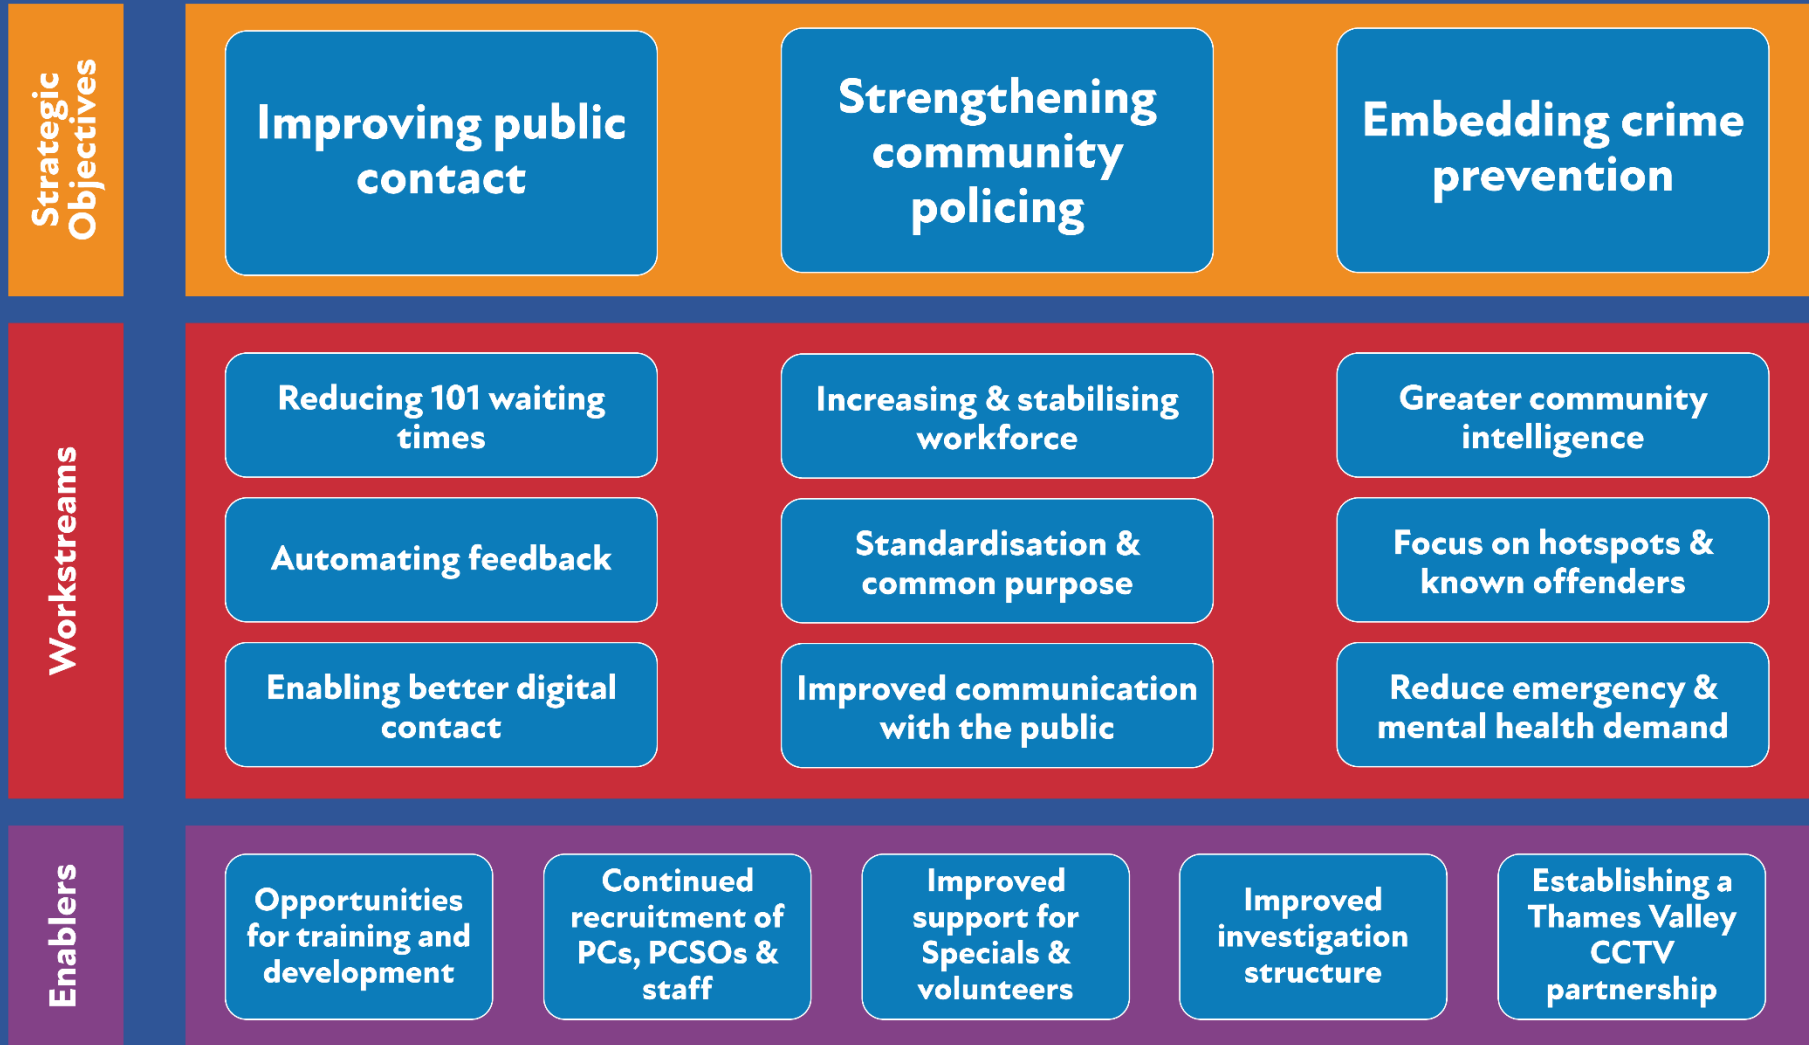 Strategic
Objectives
Improving public
contact
Strengthening
community
policing
Embedding crime
prevention
Workstreams
Reducing 101 waiting
times
Increasing & stabilising
workforce
Greater community
intelligence
Automating feedback
Standardisation &
common purpose
Focus on hotspots &
known offenders
Enabling better digital
contact
Improved communication
with the public
Reduce emergency &
mental health demand
Enablers
Opportunities
for training and
development
Continued
recruitment of
PCs, PCSOs &
staff
Improved
support for
Specials &
volunteers
Improved
investigation
structure
Establishing a
Thames Valley
CCTV
partnership